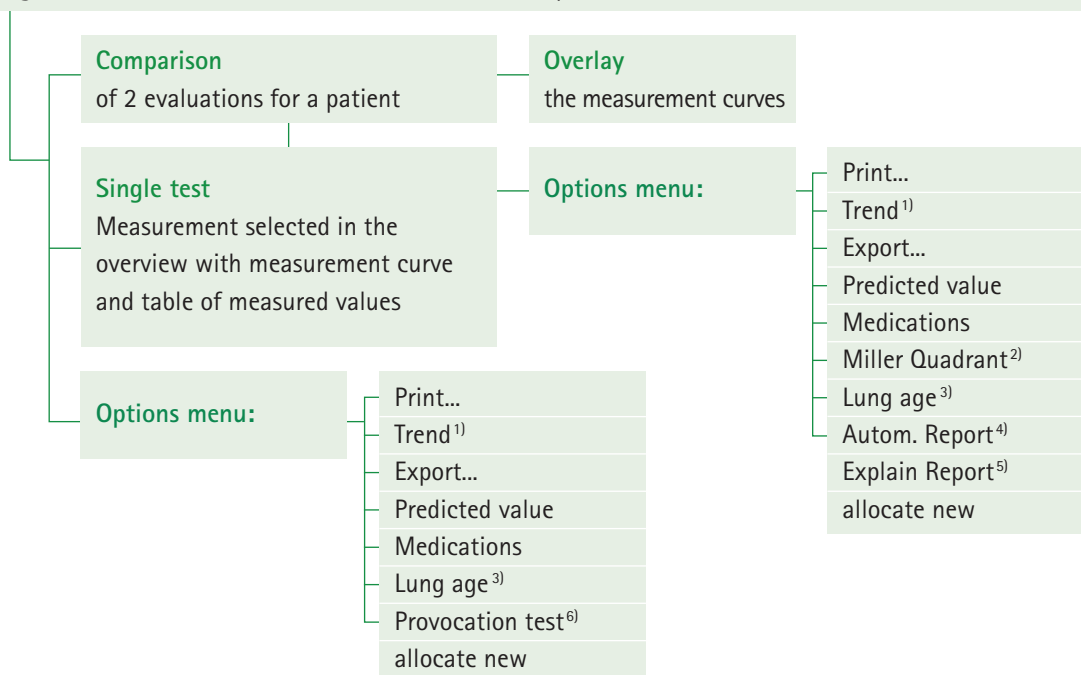 Comparison
of 2 evaluations for a patient
Overlay
the measurement curves
Single test
Measurement selected in the
overview with measurement curve
and table of measured values
Options menu:
Print...
Trend 1)
Export...
Predicted value
Medications
Miller Quadrant 2)
Lung age 3)
Autom. Report 4)
Explain Report 5)
allocate new
Options menu:
Print...
Trend 1)
Export...
Predicted value
Medications
Lung age 3)
Provocation test 6)
allocate new